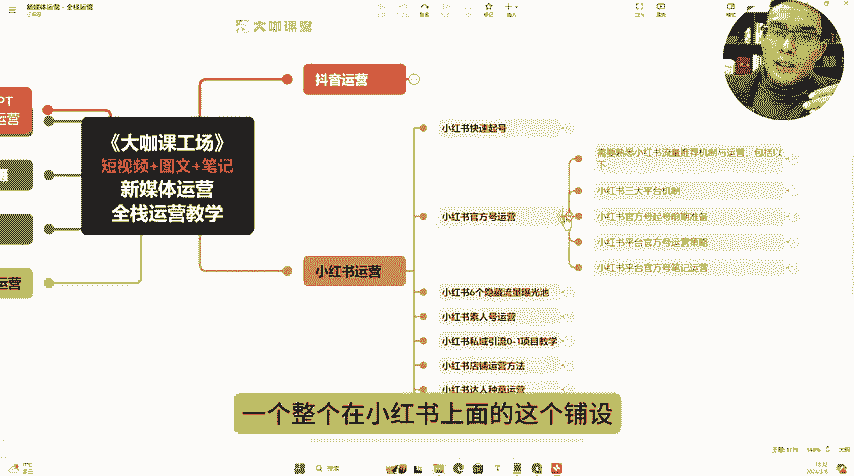 新媒体运营-全栈运营
大咖课堂
PT
运营
《大咖课工场》
短视频+图文+笔记
新媒体运营
全栈运营教学
运营
抖音运营
小红书运营
小红书快速起号
小红书官方号运营
需要熟悉小红书流量推荐机制与运营,包括以
下
小红书三大平台机制
小红书官方号起号前期准备
小红书平台官方号运营策略
小红书平台官方号笔记运营
小红书6个隐藏流量曝光池
小红书素人号运营
小红书私域引流0-1项目教学
小红书店铺运营方法
小红书达人种草运营
一个整个在小红书上面的这个铺设
搜索